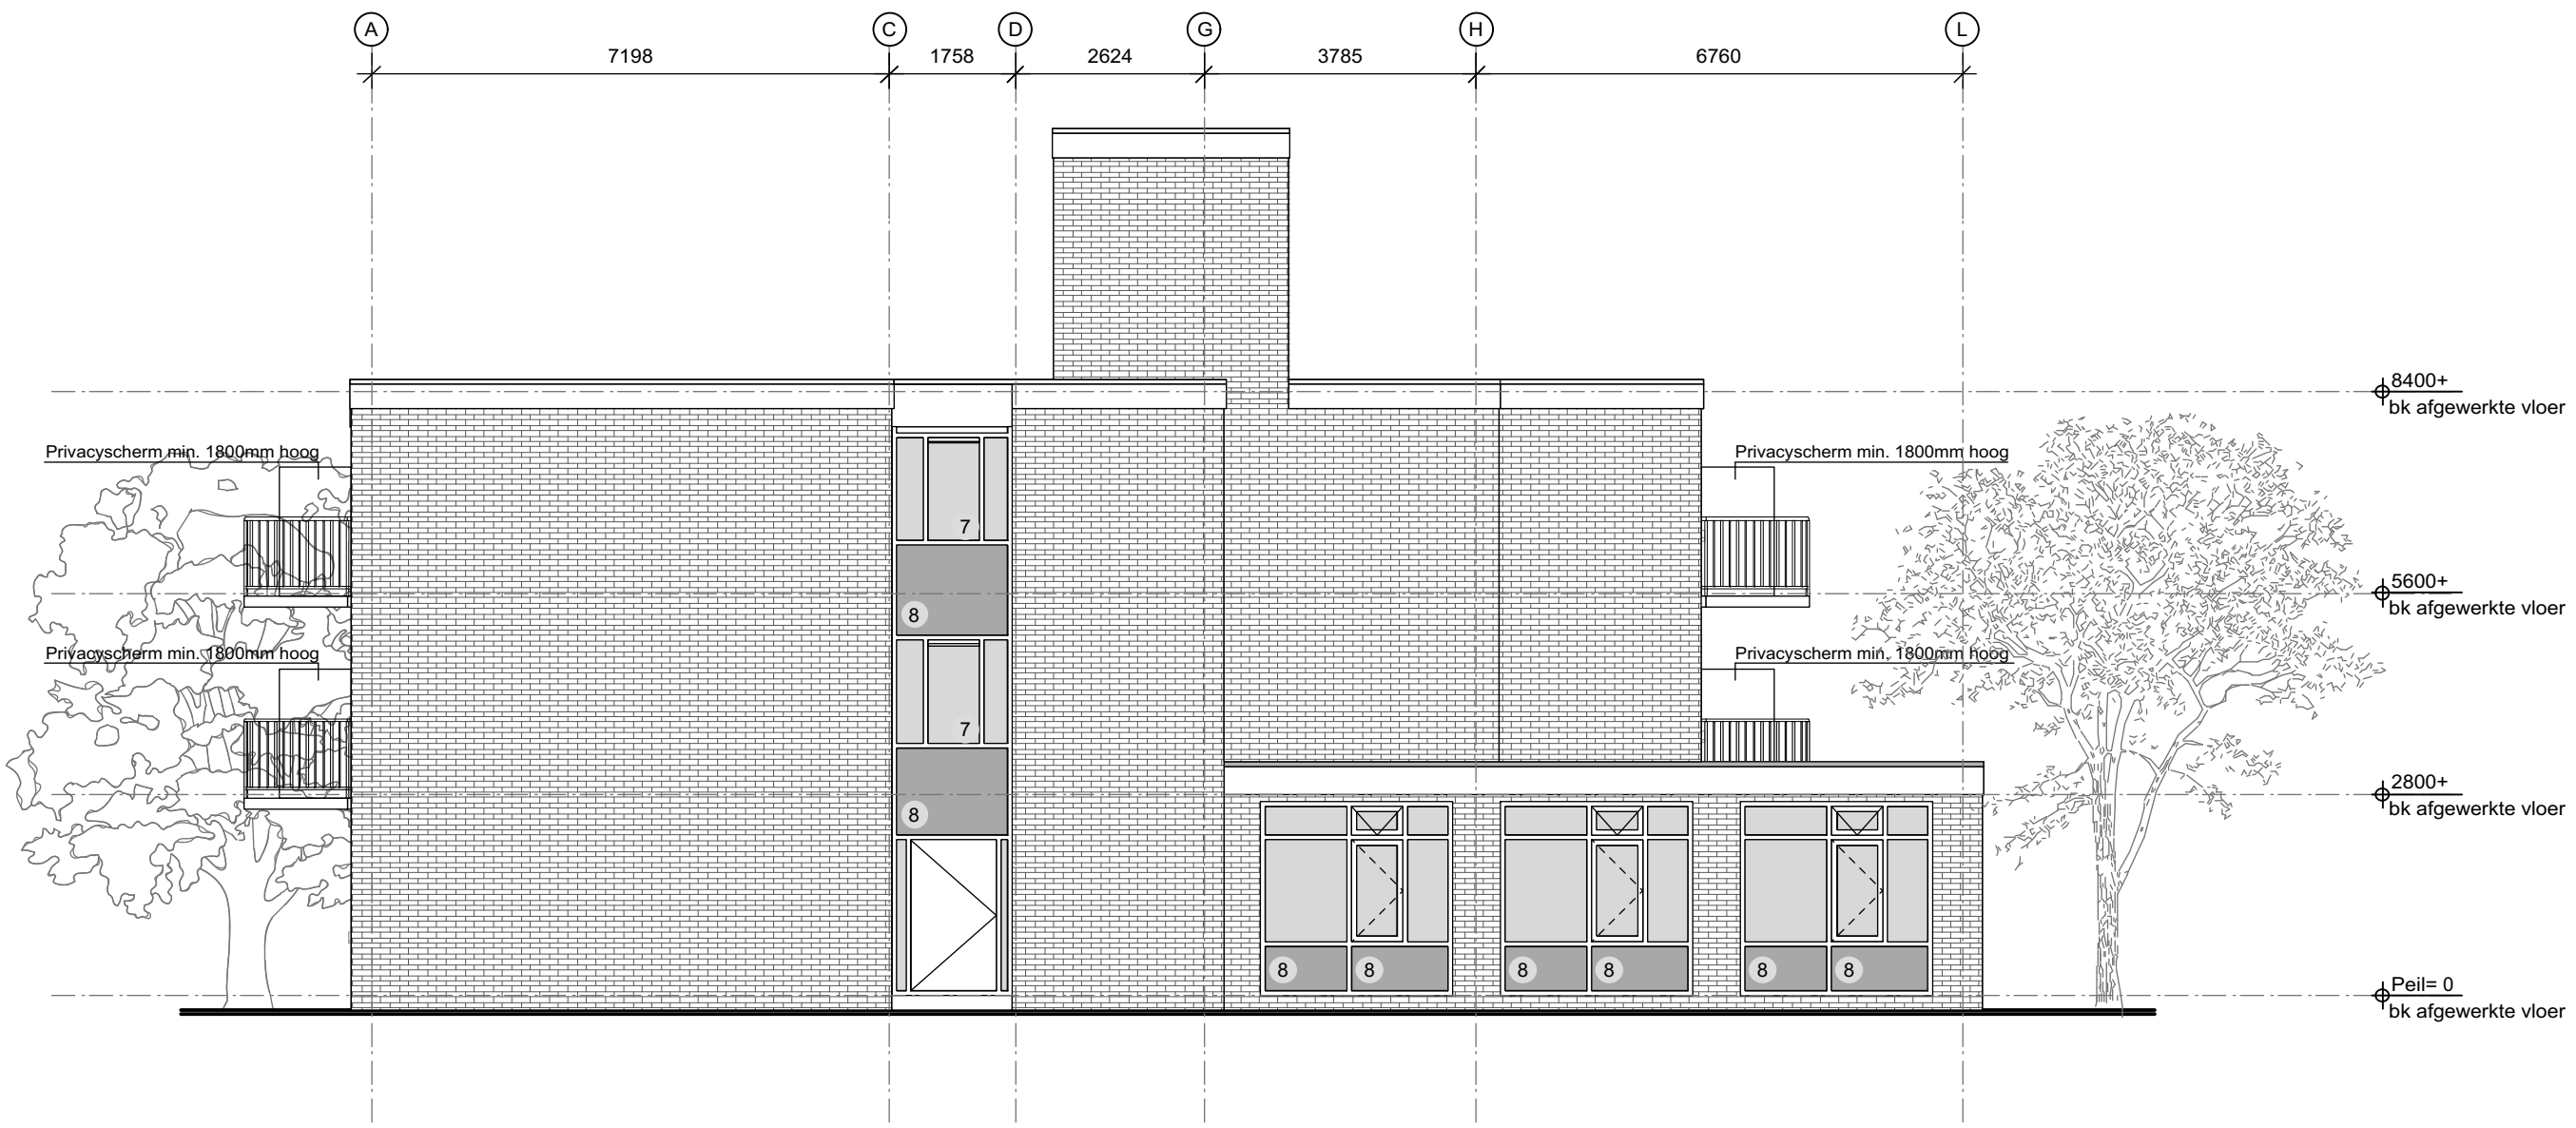 A C D G H L
7198 1758 2624 3785 6760
8400+
bk afgewerkte vloer
Privacyscherm min. 1800mm hoog Privacyscherm min. 1800mm hoog
7
5600+
bk afgewerkte vloer
8
Privacyscherm min. 1800mm hoog Privacyscherm min. 1800mm hoog
7
2800+
bk afgewerkte vloer
8
8 8 8 8 8 8
Peil= 0
bk afgewerkte vloer